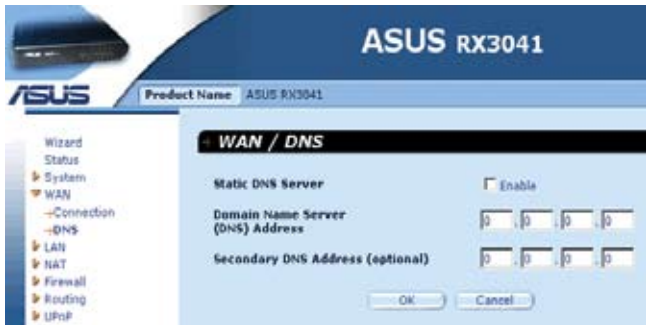 ASUS RX3041
ASUS
Product Name ASUS RX3041
Wizard
Status
System
WAN
Connection
DNS
LAN
NAT
Firewall
Routing
UPnP
WAN / DNS
Static DNS Server Enable
Domain Name Server
(DNS) Address 0 . 0 . 0 . 0
Secondary DNS Address (optional) 0 . 0 . 0 . 0
OK Cancel